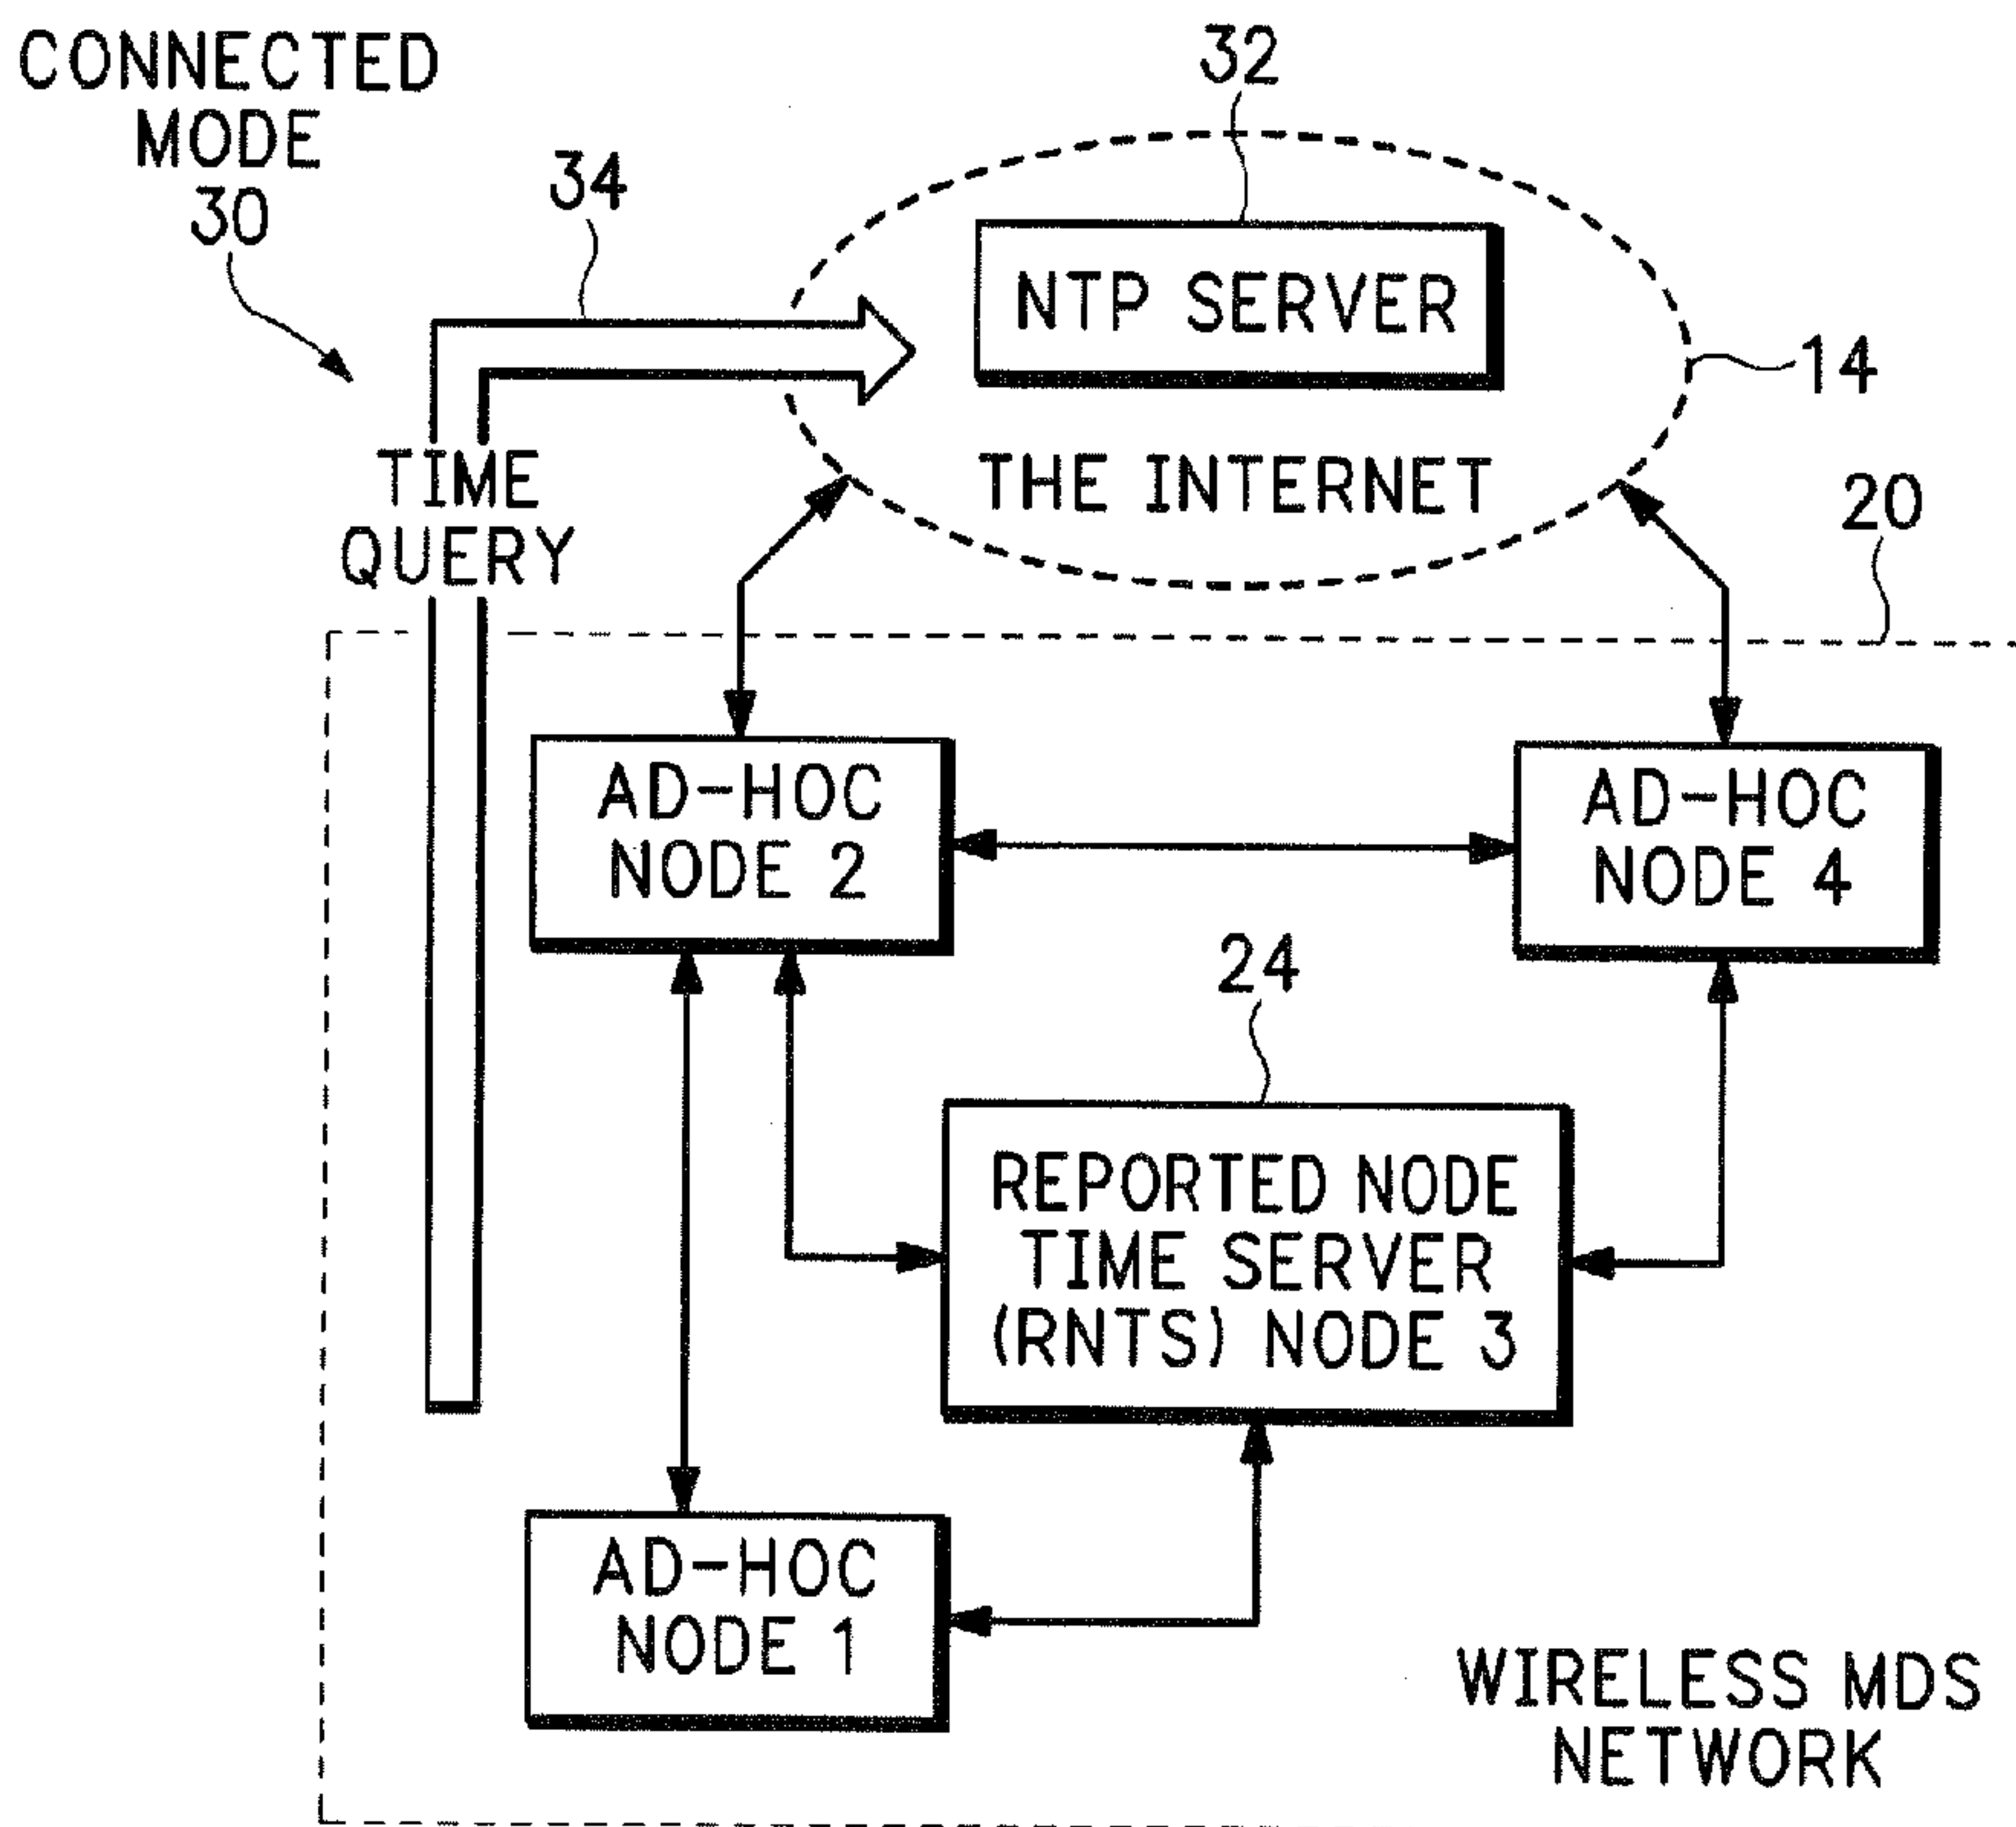 CONNECTED
MODE
30
34
32
NTP SERVER
THE INTERNET
14
TIME
QUERY
20
AD-HOC
NODE 2
AD-HOC
NODE 4
24
REPORTED NODE
TIME SERVER
(RNTS) NODE 3
AD-HOC
NODE 1
WIRELESS MDS
NETWORK